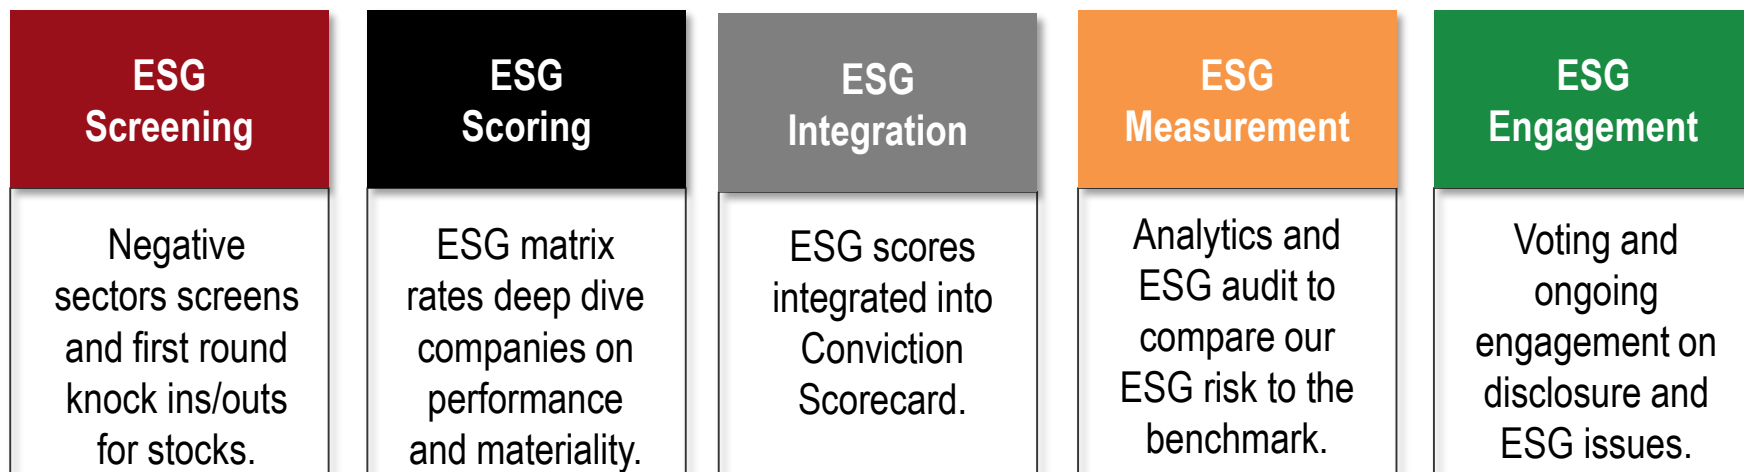 ESG
Screening
Negative
sectors screens
and first round
knock ins/outs
for stocks.
ESG
Scoring
ESG matrix
rates deep dive
companies on
performance
and materiality.
ESG
Integration
ESG scores
integrated into
Conviction
Scorecard.
ESG
Measurement
Analytics and
ESG audit to
compare our
ESG risk to the
benchmark.
ESG
Engagement
Voting and
ongoing
engagement on
disclosure and
ESG issues.